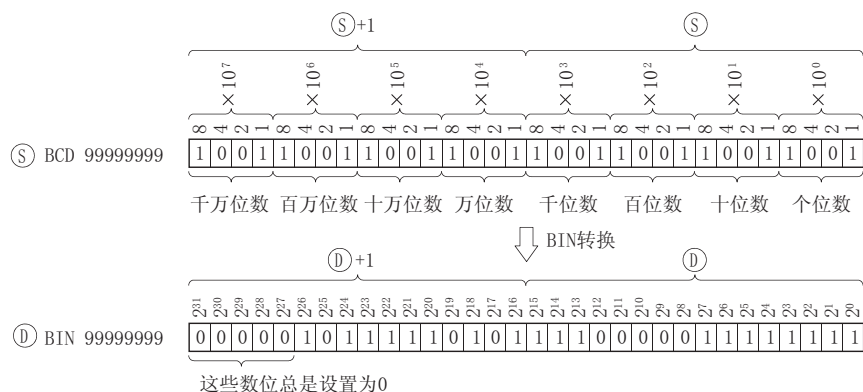 Ⓢ+1 Ⓢ
×10⁷ ×10⁶ ×10⁵ ×10⁴ ×10³ ×10² ×10¹ ×10⁰
8 4 2 1 8 4 2 1 8 4 2 1 8 4 2 1 8 4 2 1 8 4 2 1 8 4 2 1 8 4 2 1
Ⓢ BCD 99999999 1 0 0 1 1 0 0 1 1 0 0 1 1 0 0 1 1 0 0 1 1 0 0 1 1 0 0 1 1 0 0 1
千万位数 百万位数 十万位数 万位数 千位数 百位数 十位数 个位数
BIN转换
Ⓓ+1 Ⓓ
2³¹ 2³⁰ 2²⁹ 2²⁸ 2²⁷ 2²⁶ 2²⁵ 2²⁴ 2²³ 2²² 2²¹ 2²⁰ 2¹⁹ 2¹⁸ 2¹⁷ 2¹⁶ 2¹⁵ 2¹⁴ 2¹³ 2¹² 2¹¹ 2¹⁰ 2⁹ 2⁸ 2⁷ 2⁶ 2⁵ 2⁴ 2³ 2² 2¹ 2⁰
Ⓓ BIN 99999999 0 0 0 0 0 1 0 1 1 1 1 1 0 1 0 1 1 1 1 0 0 0 0 0 1 1 1 1 1 1 1 1
这些数位总是设置为0